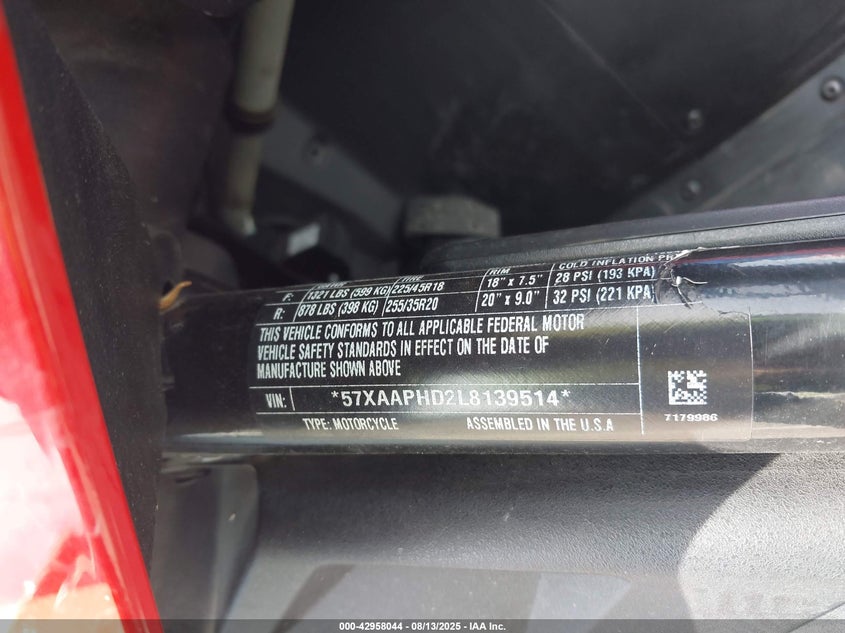 RIM COLD INFLATION
F: 1321 LBS (599 KG) 225/45R18 18" x 7.5" 28 PSI (193 KPA)
R: 878 LBS (398 KG) 255/35R20 20" x 9.0" 32 PSI (221 KPA)
THIS VEHICLE CONFORMS TO ALL APPLICABLE FEDERAL MOTOR
VEHICLE SAFETY STANDARDS IN EFFECT ON THE DATE OF
MANUFACTURE SHOWN ABOVE
VIN: *57XAAPHD2L8139514*
TYPE: MOTORCYCLE ASSEMBLED IN THE U.S.A
7179986
000-42958044 - 08/13/2025 - IAA Inc.